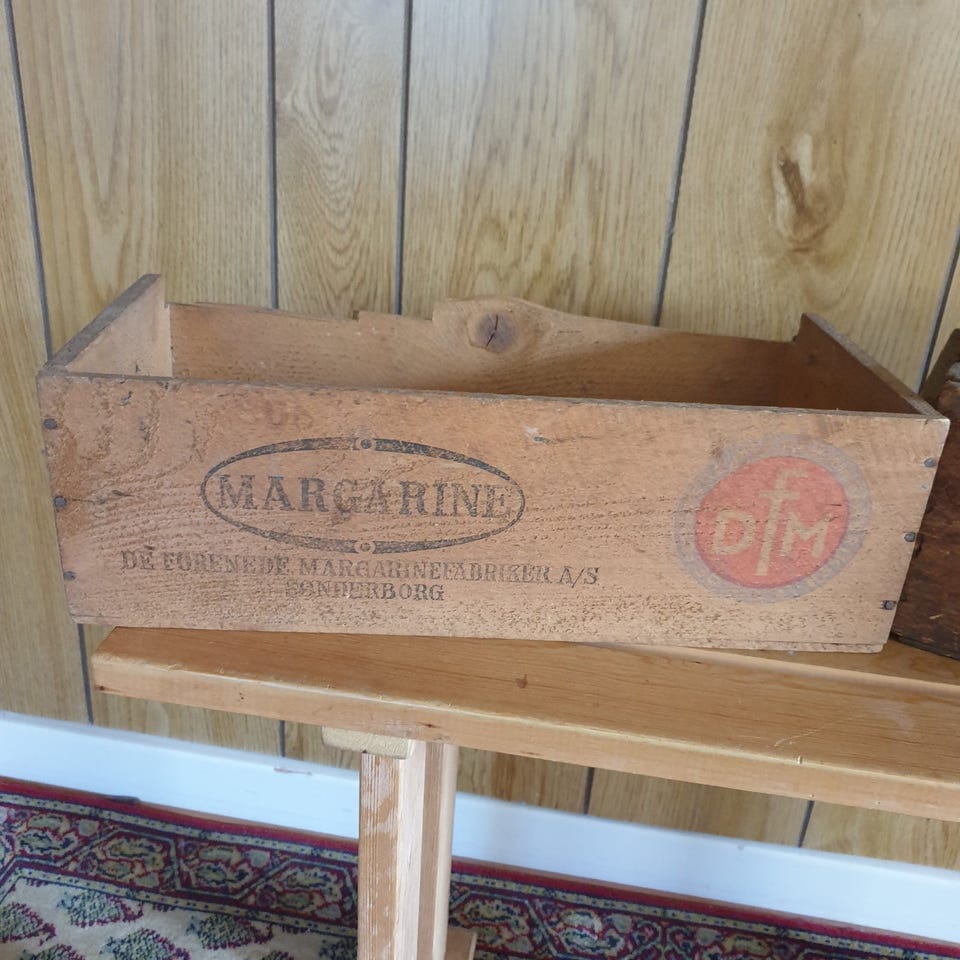 MARGARINE
DE FORENEDE MARGARINEFABRIKER A/S
SØNDERBORG
DfM